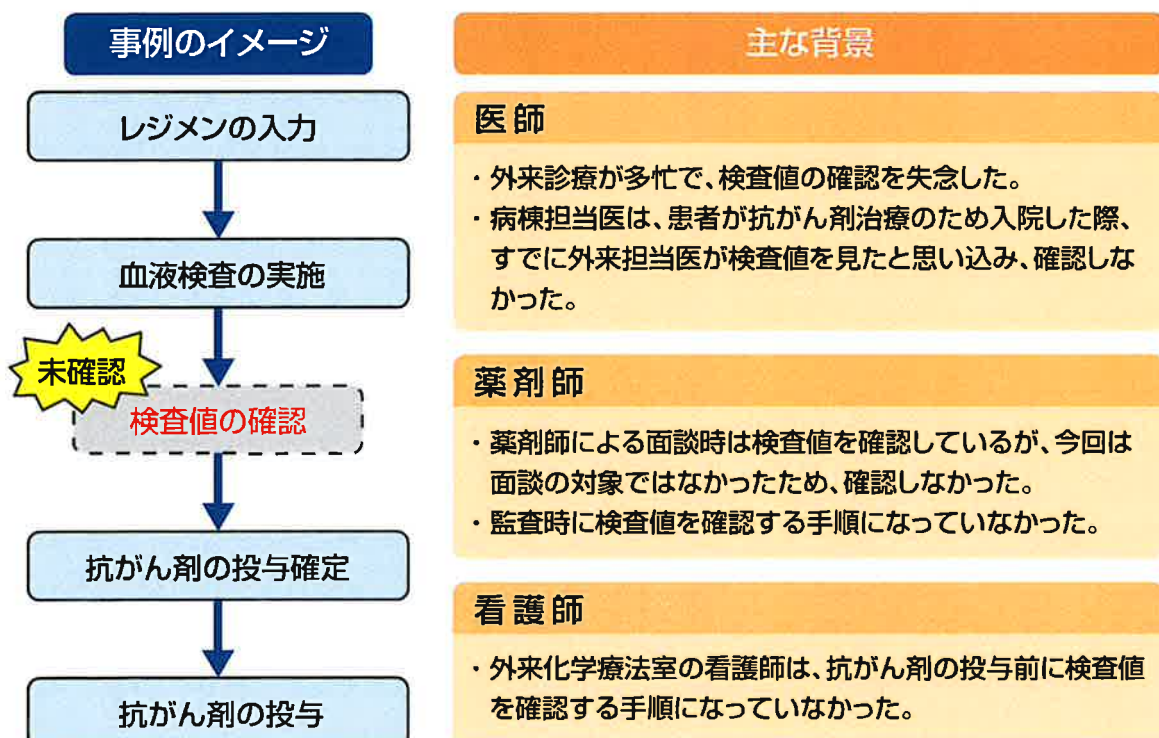 事例のイメージ
レジメンの入力
血液検査の実施
未確認
検査値の確認
抗がん剤の投与確定
抗がん剤の投与
主な背景
医師
・外来診療が多忙で、検査値の確認を失念した。
・病棟担当医は、患者が抗がん剤治療のため入院した際、
すでに外来担当医が検査値を見たと思い込み、確認しな
かった。
薬剤師
・薬剤師による面談時は検査値を確認しているが、今回は
面談の対象ではなかったため、確認しなかった。
・監査時に検査値を確認する手順になっていなかった。
看護師
・外来化学療法室の看護師は、抗がん剤の投与前に検査値
を確認する手順になっていなかった。